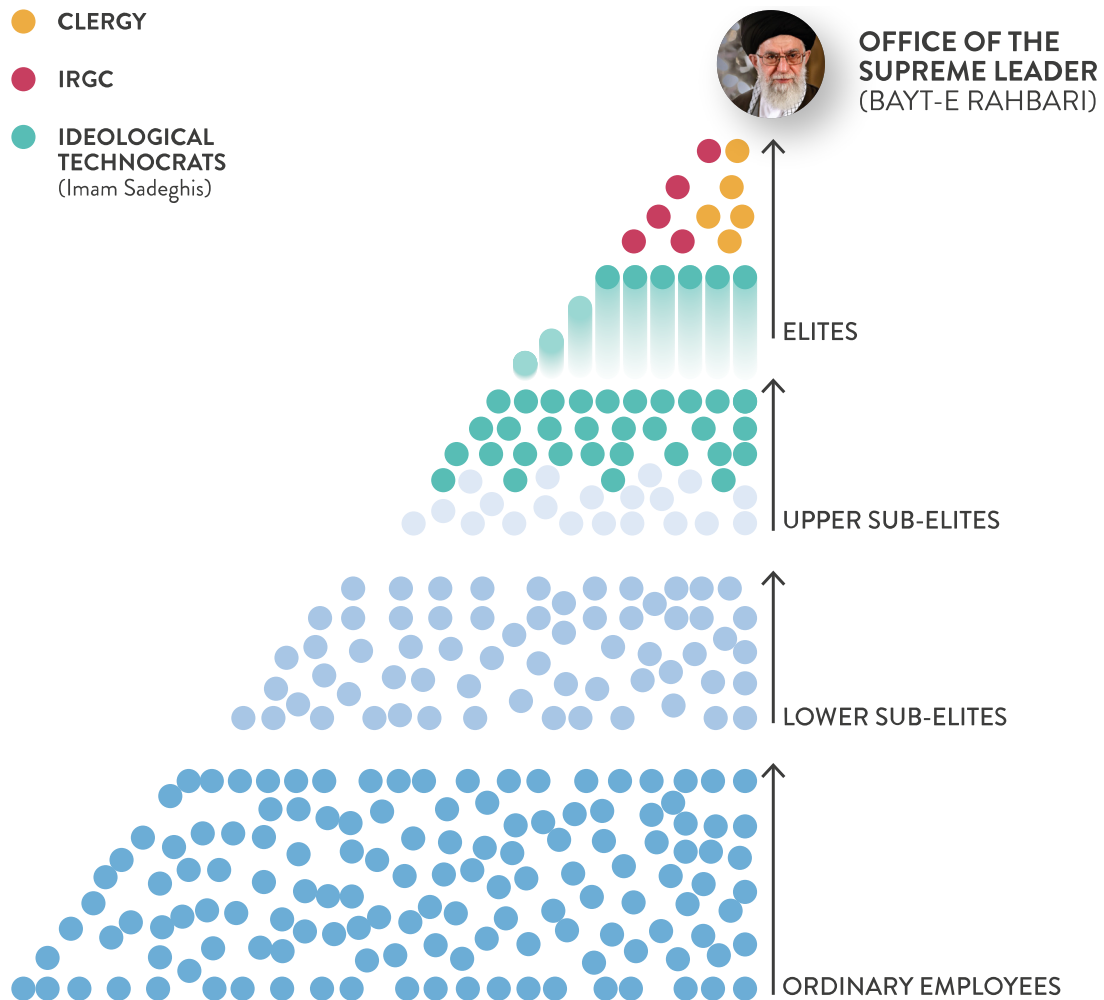 CLERGY
IRGC
IDEOLOGICAL
TECHNOCRATS
(Imam Sadeghis)
OFFICE OF THE
SUPREME LEADER
(BAYT-E RAHBARI)
ELITES
UPPER SUB-ELITES
LOWER SUB-ELITES
ORDINARY EMPLOYEES